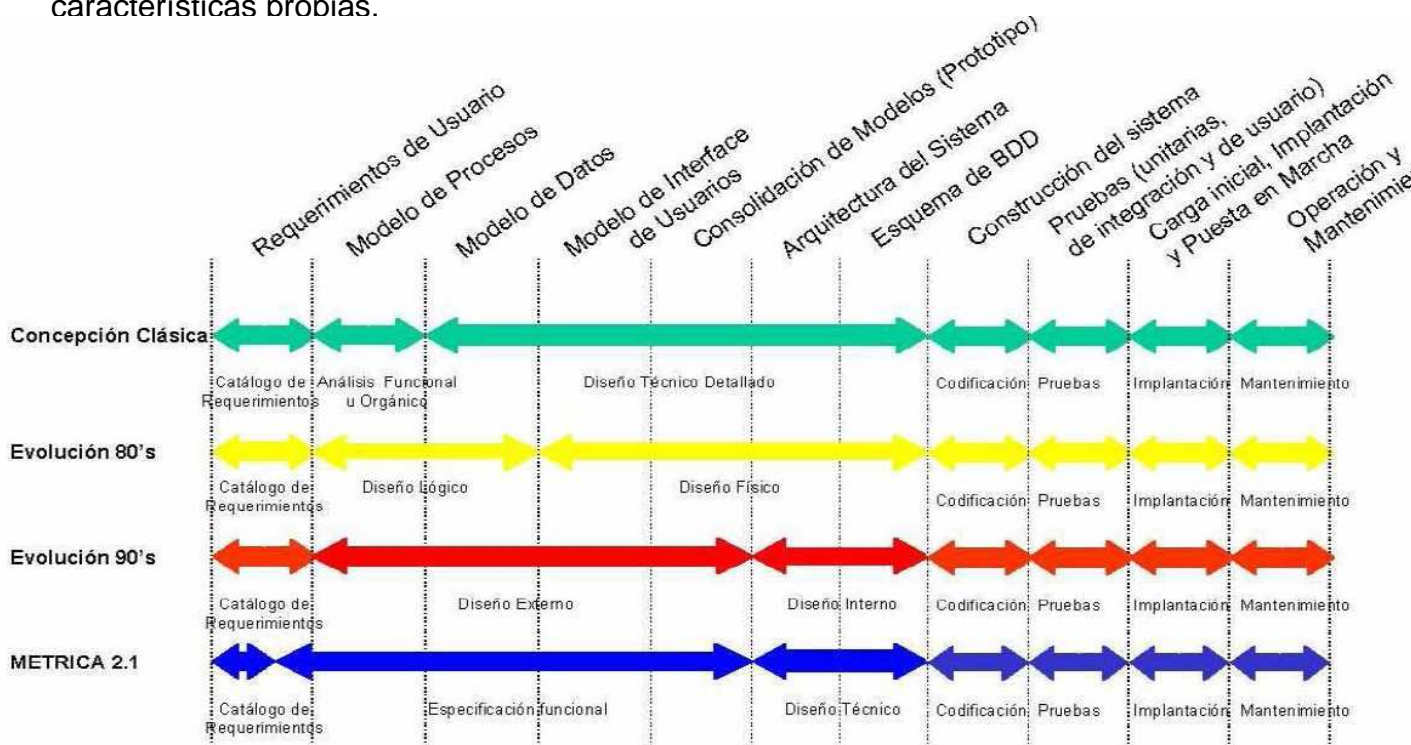 características probias.
Requerimientos de Usuario
Modelo de Procesos
Modelo de Datos
Modelo de Interface
de Usuarios
Consolidación de Modelos (Prototipo)
Arquitectura del Sistema
Esquema de BDD
Construcción del sistema
Pruebas (unitarias,
de integración y de usuario)
Carga inicial, Implantación
y Puesta en Marcha
Operación y
Mantenimie
Concepción Clásica
Catálogo de
Requerimientos
Análisis Funcional
u Orgánico
Diseño Técnico Detallado
Codificación
Pruebas
Implantación
Mantenimiento
Evolución 80's
Catálogo de
Requerimientos
Diseño Lógico
Diseño Físico
Codificación
Pruebas
Implantación
Mantenimiento
Evolución 90's
Catálogo de
Requerimientos
Diseño Externo
Diseño Interno
Codificación
Pruebas
Implantación
Mantenimiento
METRICA 2.1
Catálogo de
Requerimientos
Especificación funcional
Diseño Técnico
Codificación
Pruebas
Implantación
Mantenimiento